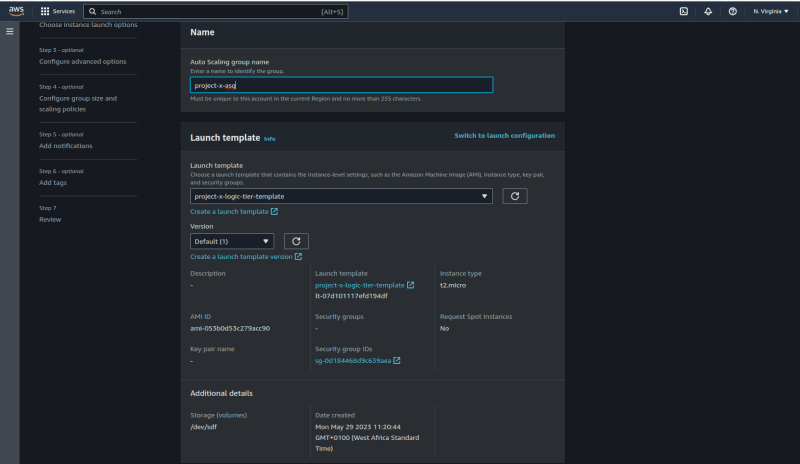 aws
Services
Search
[Alt+S]
N. Virginia
Choose instance launch options
Step 3 - optional
Configure advanced options
Step 4 - optional
Configure group size and
scaling policies
Step 5 - optional
Add notifications
Step 6 - optional
Add tags
Step 7
Review
Name
Auto Scaling group name
Enter a name to identify the group.
project-x-asg
Must be unique to this account in the current Region and no more than 255 characters.
Launch template Info
Switch to launch configuration
Launch template
Choose a launch template that contains the instance-level settings, such as the Amazon Machine Image (AMI), instance type, key pair,
and security groups.
project-x-logic-tier-template
Create a launch template
Version
Default (1)
Create a launch template version
Description
-
Launch template
project-x-logic-tier-template
lt-07d101117efd194df
Instance type
t2.micro
AMI ID
ami-053b0d53c279acc90
Security groups
-
Request Spot Instances
No
Key pair name
-
Security group IDs
sg-0d184468d9c639aea
Additional details
Storage (volumes)
/dev/sdf
Date created
Mon May 29 2023 11:20:44
GMT+0100 (West Africa Standard
Time)